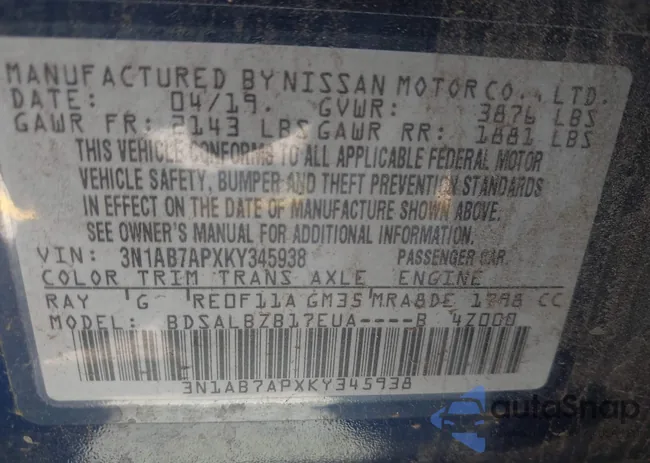 MANUFACTURED BY NISSAN MOTOR CO., LTD.
DATE: 04/19. GVWR: 3876 LBS
GAWR FR: 2143 LBS GAWR RR: 1881 LBS
THIS VEHICLE CONFORMS TO ALL APPLICABLE FEDERAL MOTOR
VEHICLE SAFETY, BUMPER AND THEFT PREVENTION STANDARDS
IN EFFECT ON THE DATE OF MANUFACTURE SHOWN ABOVE.
SEE OWNER'S MANUAL FOR ADDITIONAL INFORMATION.
VIN: 3N1AB7APXKY345938 PASSENGER CAR.
COLOR TRIM TRANS AXLE ENGINE
RAY G RE0F11A GM35 MRA8DE 1798 CC
MODEL: BDSALBZB17EUA----B 4Z000
3N1AB7APXKY345938
autoSnap